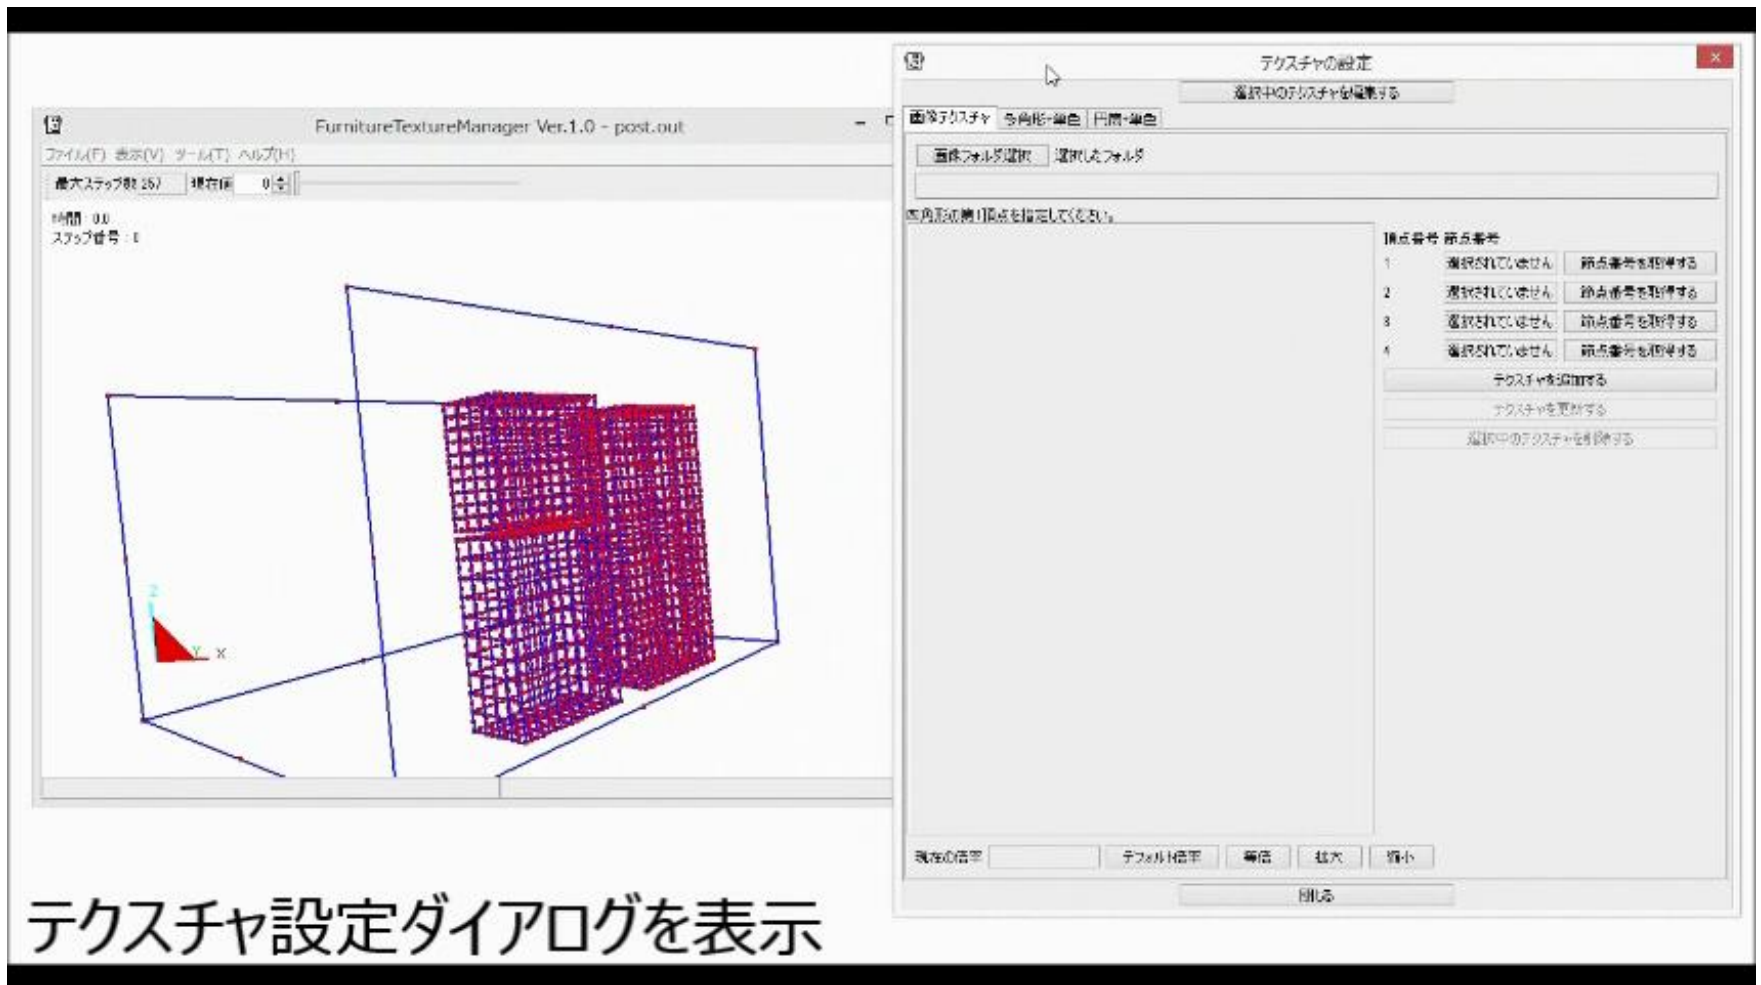 FurnitureTextureManager Ver.1.0 - post.out
ファイル(F) 表示(V) ツール(T) ヘルプ(H)
最大ステップ数 257 現在値 0
時間 : 0.0
ステップ番号 : 0
Z
Y X
テクスチャの設定
選択中のテクスチャを編集する
画像テクスチャ 多角形・単色 円筒・単色
画像フォルダ選択 選択したフォルダ
四角形の第1頂点を指定してください。
頂点番号 節点番号
1 選択されていません 節点番号を取得する
2 選択されていません 節点番号を取得する
3 選択されていません 節点番号を取得する
4 選択されていません 節点番号を取得する
テクスチャを追加する
テクスチャを更新する
選択中のテクスチャを削除する
現在の倍率 デフォルト倍率 等倍 拡大 縮小
閉じる
テクスチャ設定ダイアログを表示